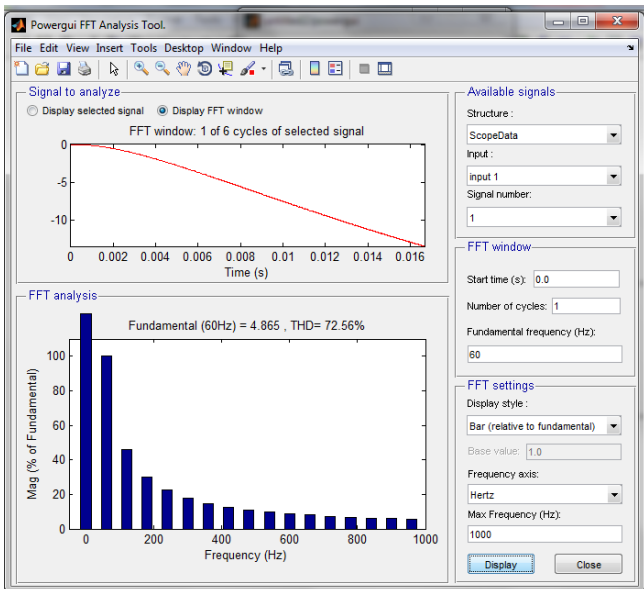 Powergui FFT Analysis Tool.
File Edit View Insert Tools Desktop Window Help
Signal to analyze
Display selected signal
Display FFT window
FFT window: 1 of 6 cycles of selected signal
0
-5
-10
0 0.002 0.004 0.006 0.008 0.01 0.012 0.014 0.016
Time (s)
FFT analysis
Fundamental (60Hz) = 4.865 , THD= 72.56%
100
80
60
40
20
0
Mag (% of Fundamental)
0 200 400 600 800 1000
Frequency (Hz)
Available signals
Structure :
ScopeData
Input :
input 1
Signal number:
1
FFT window
Start time (s): 0.0
Number of cycles: 1
Fundamental frequency (Hz):
60
FFT settings
Display style :
Bar (relative to fundamental)
Base value: 1.0
Frequency axis:
Hertz
Max Frequency (Hz):
1000
Display Close